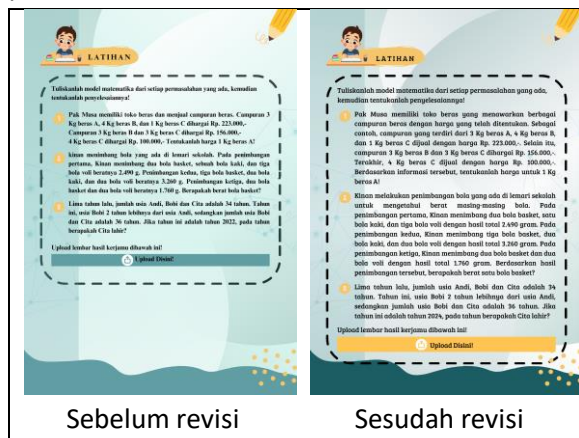 LATIHAN
Tuliskanlah model matematika dari setiap permasalahan yang ada, kemudian
tentukanlah penyelesaiannya!
1 Pak Musa memiliki toko beras dan menjual campuran beras. Campuran 3
Kg beras A, 4 Kg beras B, dan 1 Kg beras C dihargai Rp. 223.000,-
Campuran 3 Kg beras B dan 3 Kg beras C dihargai Rp. 156.000,-
4 Kg beras C dihargai Rp. 100.000,- Tentukanlah harga 1 Kg beras A!
2 kinan menimbang bola yang ada di lemari sekolah. Pada penimbangan
pertama, Kinan menimbang dua bola basket, sebuah bola kaki, dan tiga
bola voli beratnya 2.490 g. Penimbangan kedua, tiga bola basket, dua bola
kaki, dan dua bola voli beratnya 3.260 g. Penimbangan ketiga, dua bola
basket dan dua bola voli beratnya 1.760 g. Berapakah berat bola basket?
3 Lima tahun lalu, jumlah usia Andi, Bobi dan Cita adalah 34 tahun. Tahun
ini, usia Bobi 2 tahun lebihnya dari usia Andi, sedangkan jumlah usia Bobi
dan Cita adalah 36 tahun. Jika tahun ini adalah tahun 2022, pada tahun
berapakah Cita lahir?
Upload lembar hasil kerjamu dibawah ini!
Upload Disini!
LATIHAN
Tuliskanlah model matematika dari setiap permasalahan yang ada,
kemudian tentukanlah penyelesaiannya!
1 Pak Musa memiliki toko beras yang menawarkan berbagai
campuran beras dengan harga yang telah ditentukan. Sebagai
contoh, campuran yang terdiri dari 3 Kg beras A, 4 Kg beras B,
dan 1 Kg beras C dijual dengan harga Rp. 223.000,-. Selain itu,
campuran 3 Kg beras B dan 3 Kg beras C dihargai Rp. 156.000,-.
Terakhir, 4 Kg beras C dijual dengan harga Rp. 100.000,-.
Berdasarkan informasi tersebut, tentukanlah harga untuk 1 Kg
beras A!
2 Kinan melakukan penimbangan bola yang ada di lemari sekolah
untuk mengetahui berat masing-masing bola. Pada
penimbangan pertama, Kinan menimbang dua bola basket, satu
bola kaki, dan tiga bola voli dengan hasil total 2.490 gram. Pada
penimbangan kedua, Kinan menimbang tiga bola basket, dua
bola kaki, dan dua bola voli dengan hasil total 3.260 gram. Pada
penimbangan ketiga, Kinan menimbang dua bola basket dan dua
bola voli dengan hasil total 1.760 gram. Berdasarkan hasil
penimbangan tersebut, berapakah berat satu bola basket?
3 Lima tahun lalu, jumlah usia Andi, Bobi dan Cita adalah 34
tahun. Tahun ini, usia Bobi 2 tahun lebihnya dari usia Andi,
sedangkan jumlah usia Bobi dan Cita adalah 36 tahun. Jika
tahun ini adalah tahun 2024, pada tahun berapakah Cita lahir?
Upload lembar hasil kerjamu dibawah ini!
Upload Disini!
Sebelum revisi
Sesudah revisi